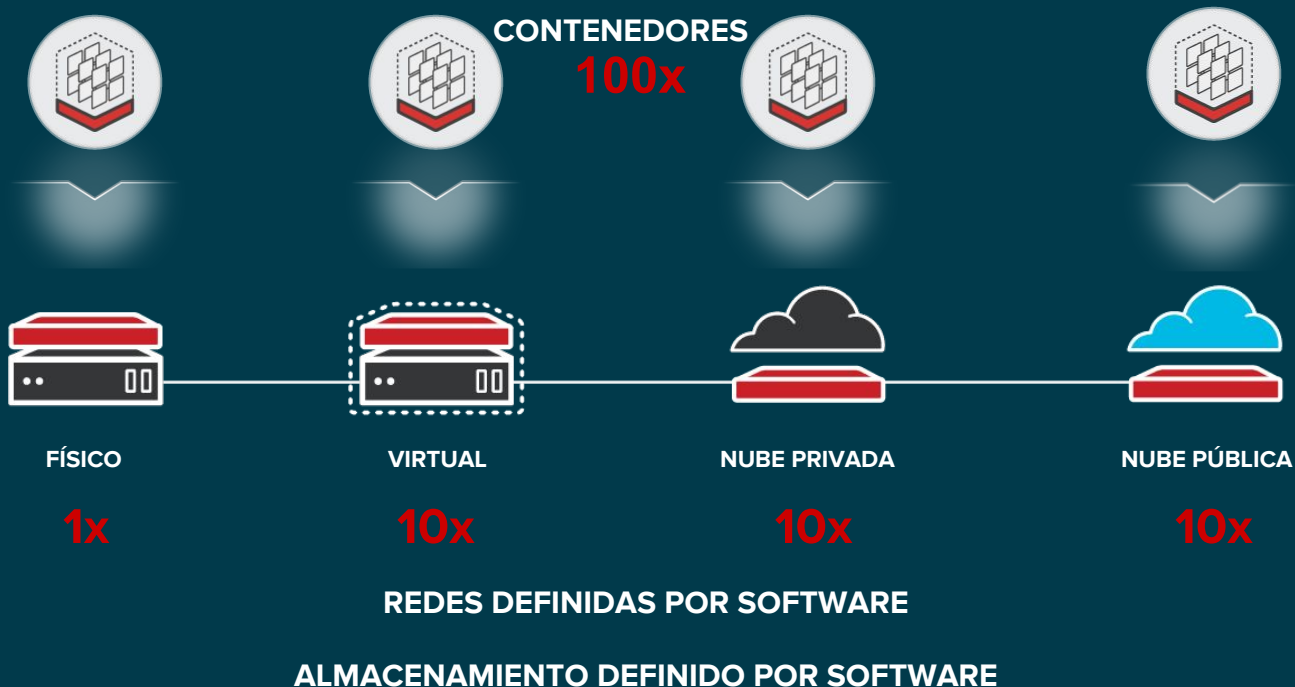 CONTENEDORES
100x
FÍSICO
VIRTUAL
NUBE PRIVADA
NUBE PÚBLICA
1x
10x
10x
10x
REDES DEFINIDAS POR SOFTWARE
ALMACENAMIENTO DEFINIDO POR SOFTWARE